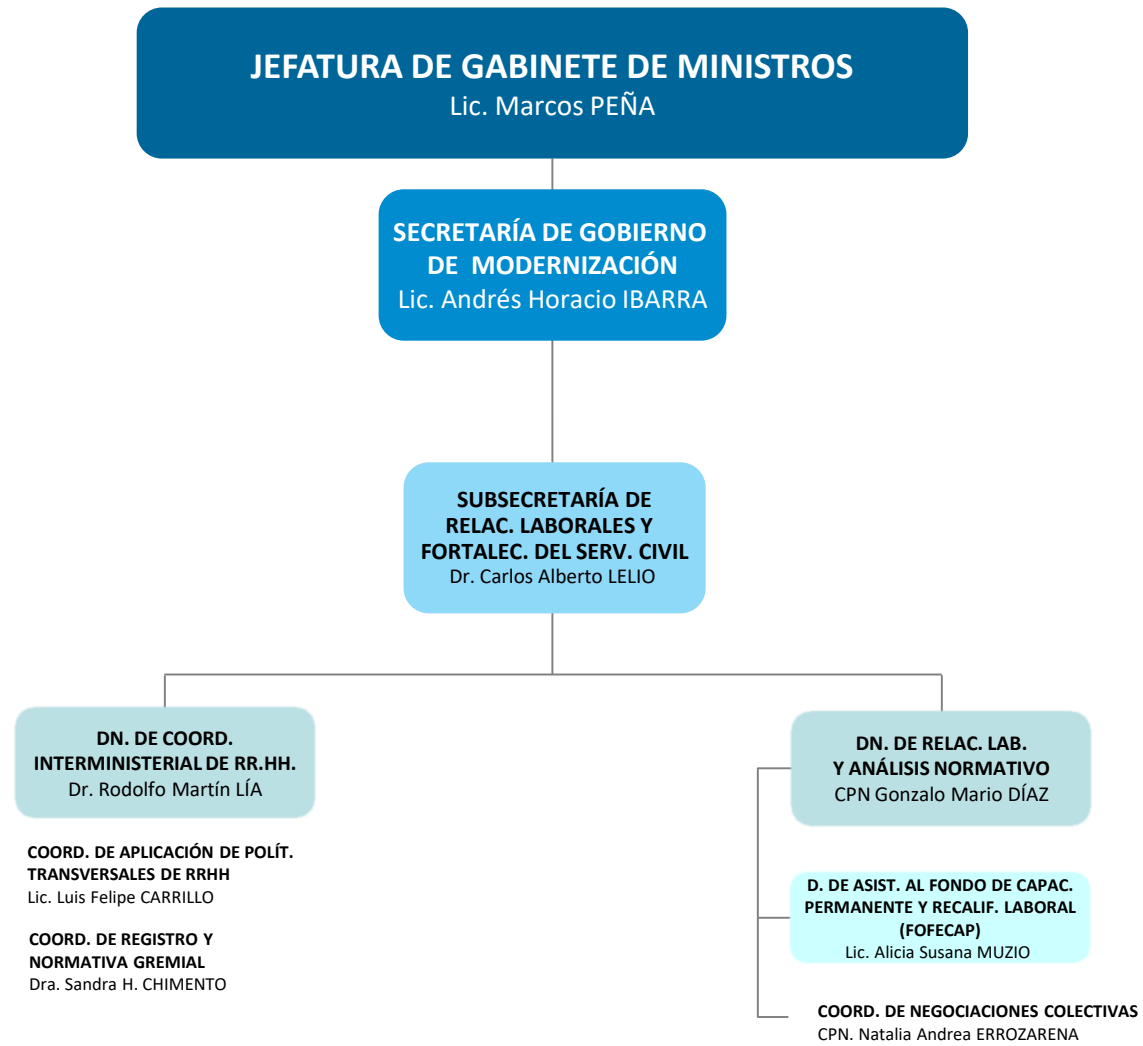 JEFATURA DE GABINETE DE MINISTROS
Lic. Marcos PEÑA
SECRETARÍA DE GOBIERNO
DE MODERNIZACIÓN
Lic. Andrés Horacio IBARRA
SUBSECRETARÍA DE
RELAC. LABORALES Y
FORTALEC. DEL SERV. CIVIL
Dr. Carlos Alberto LELIO
DN. DE COORD.
INTERMINISTERIAL DE RR.HH.
Dr. Rodolfo Martín LÍA
COORD. DE APLICACIÓN DE POLÍT.
TRANSVERSALES DE RRHH
Lic. Luis Felipe CARRILLO
COORD. DE REGISTRO Y
NORMATIVA GREMIAL
Dra. Sandra H. CHIMENTO
DN. DE RELAC. LAB.
Y ANÁLISIS NORMATIVO
CPN Gonzalo Mario DÍAZ
D. DE ASIST. AL FONDO DE CAPAC.
PERMANENTE Y RECALIF. LABORAL
(FOFECAP)
Lic. Alicia Susana MUZIO
COORD. DE NEGOCIACIONES COLECTIVAS
CPN. Natalia Andrea ERROZARENA